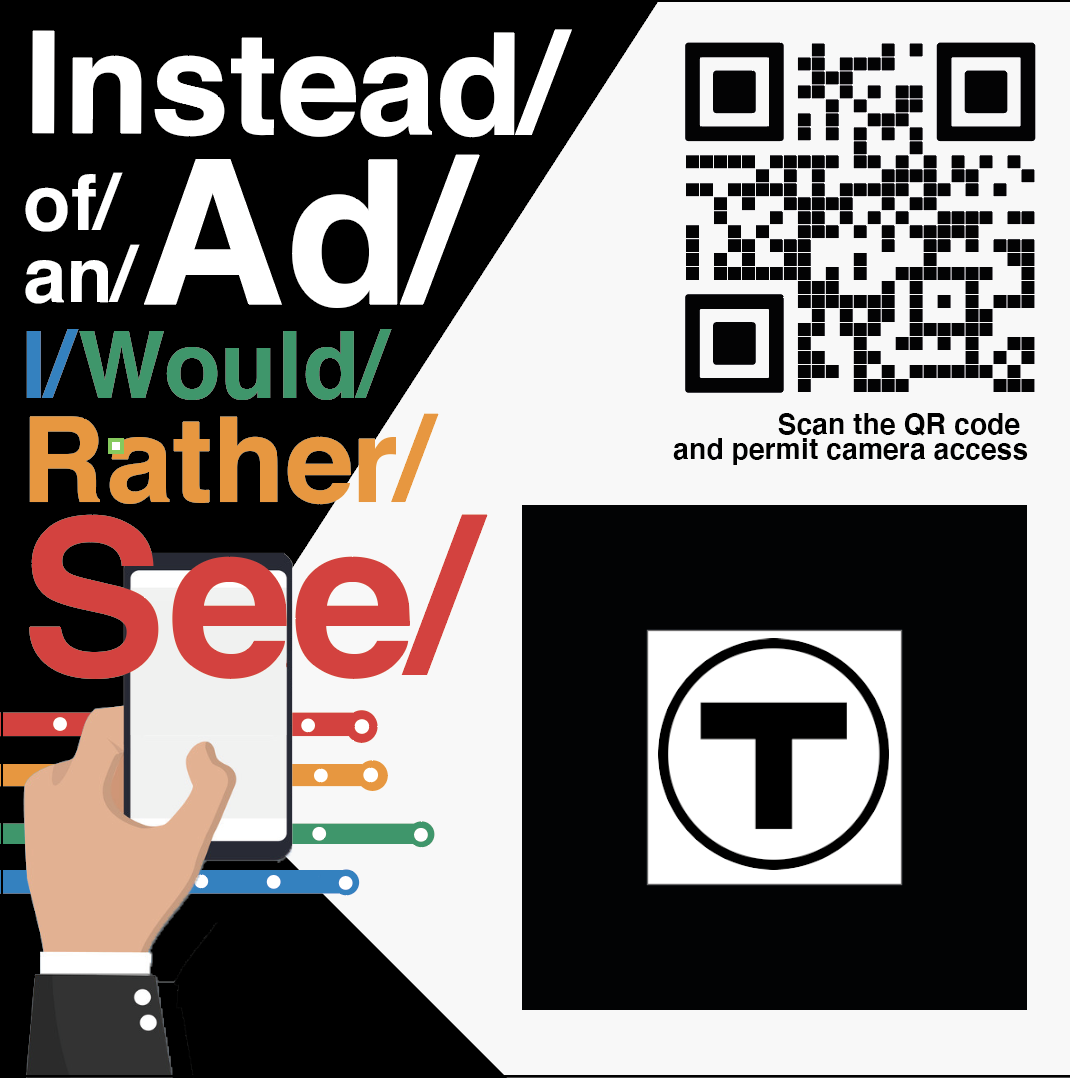 Instead/
of/
an/ Ad/
I/Would/
Rather/
See/
Scan the QR code
and permit camera access
T